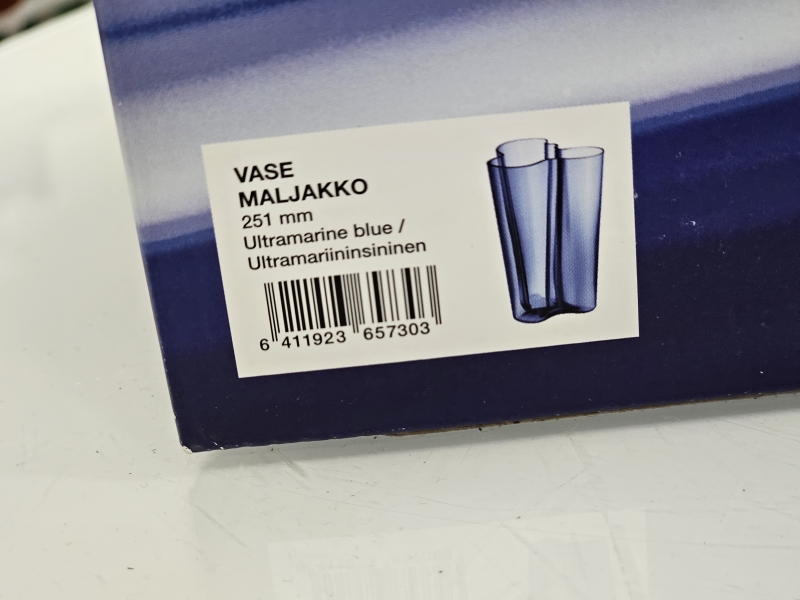 VASE
MALJAKKO
251 mm
Ultramarine blue /
Ultramariininsininen
6 411923 657303